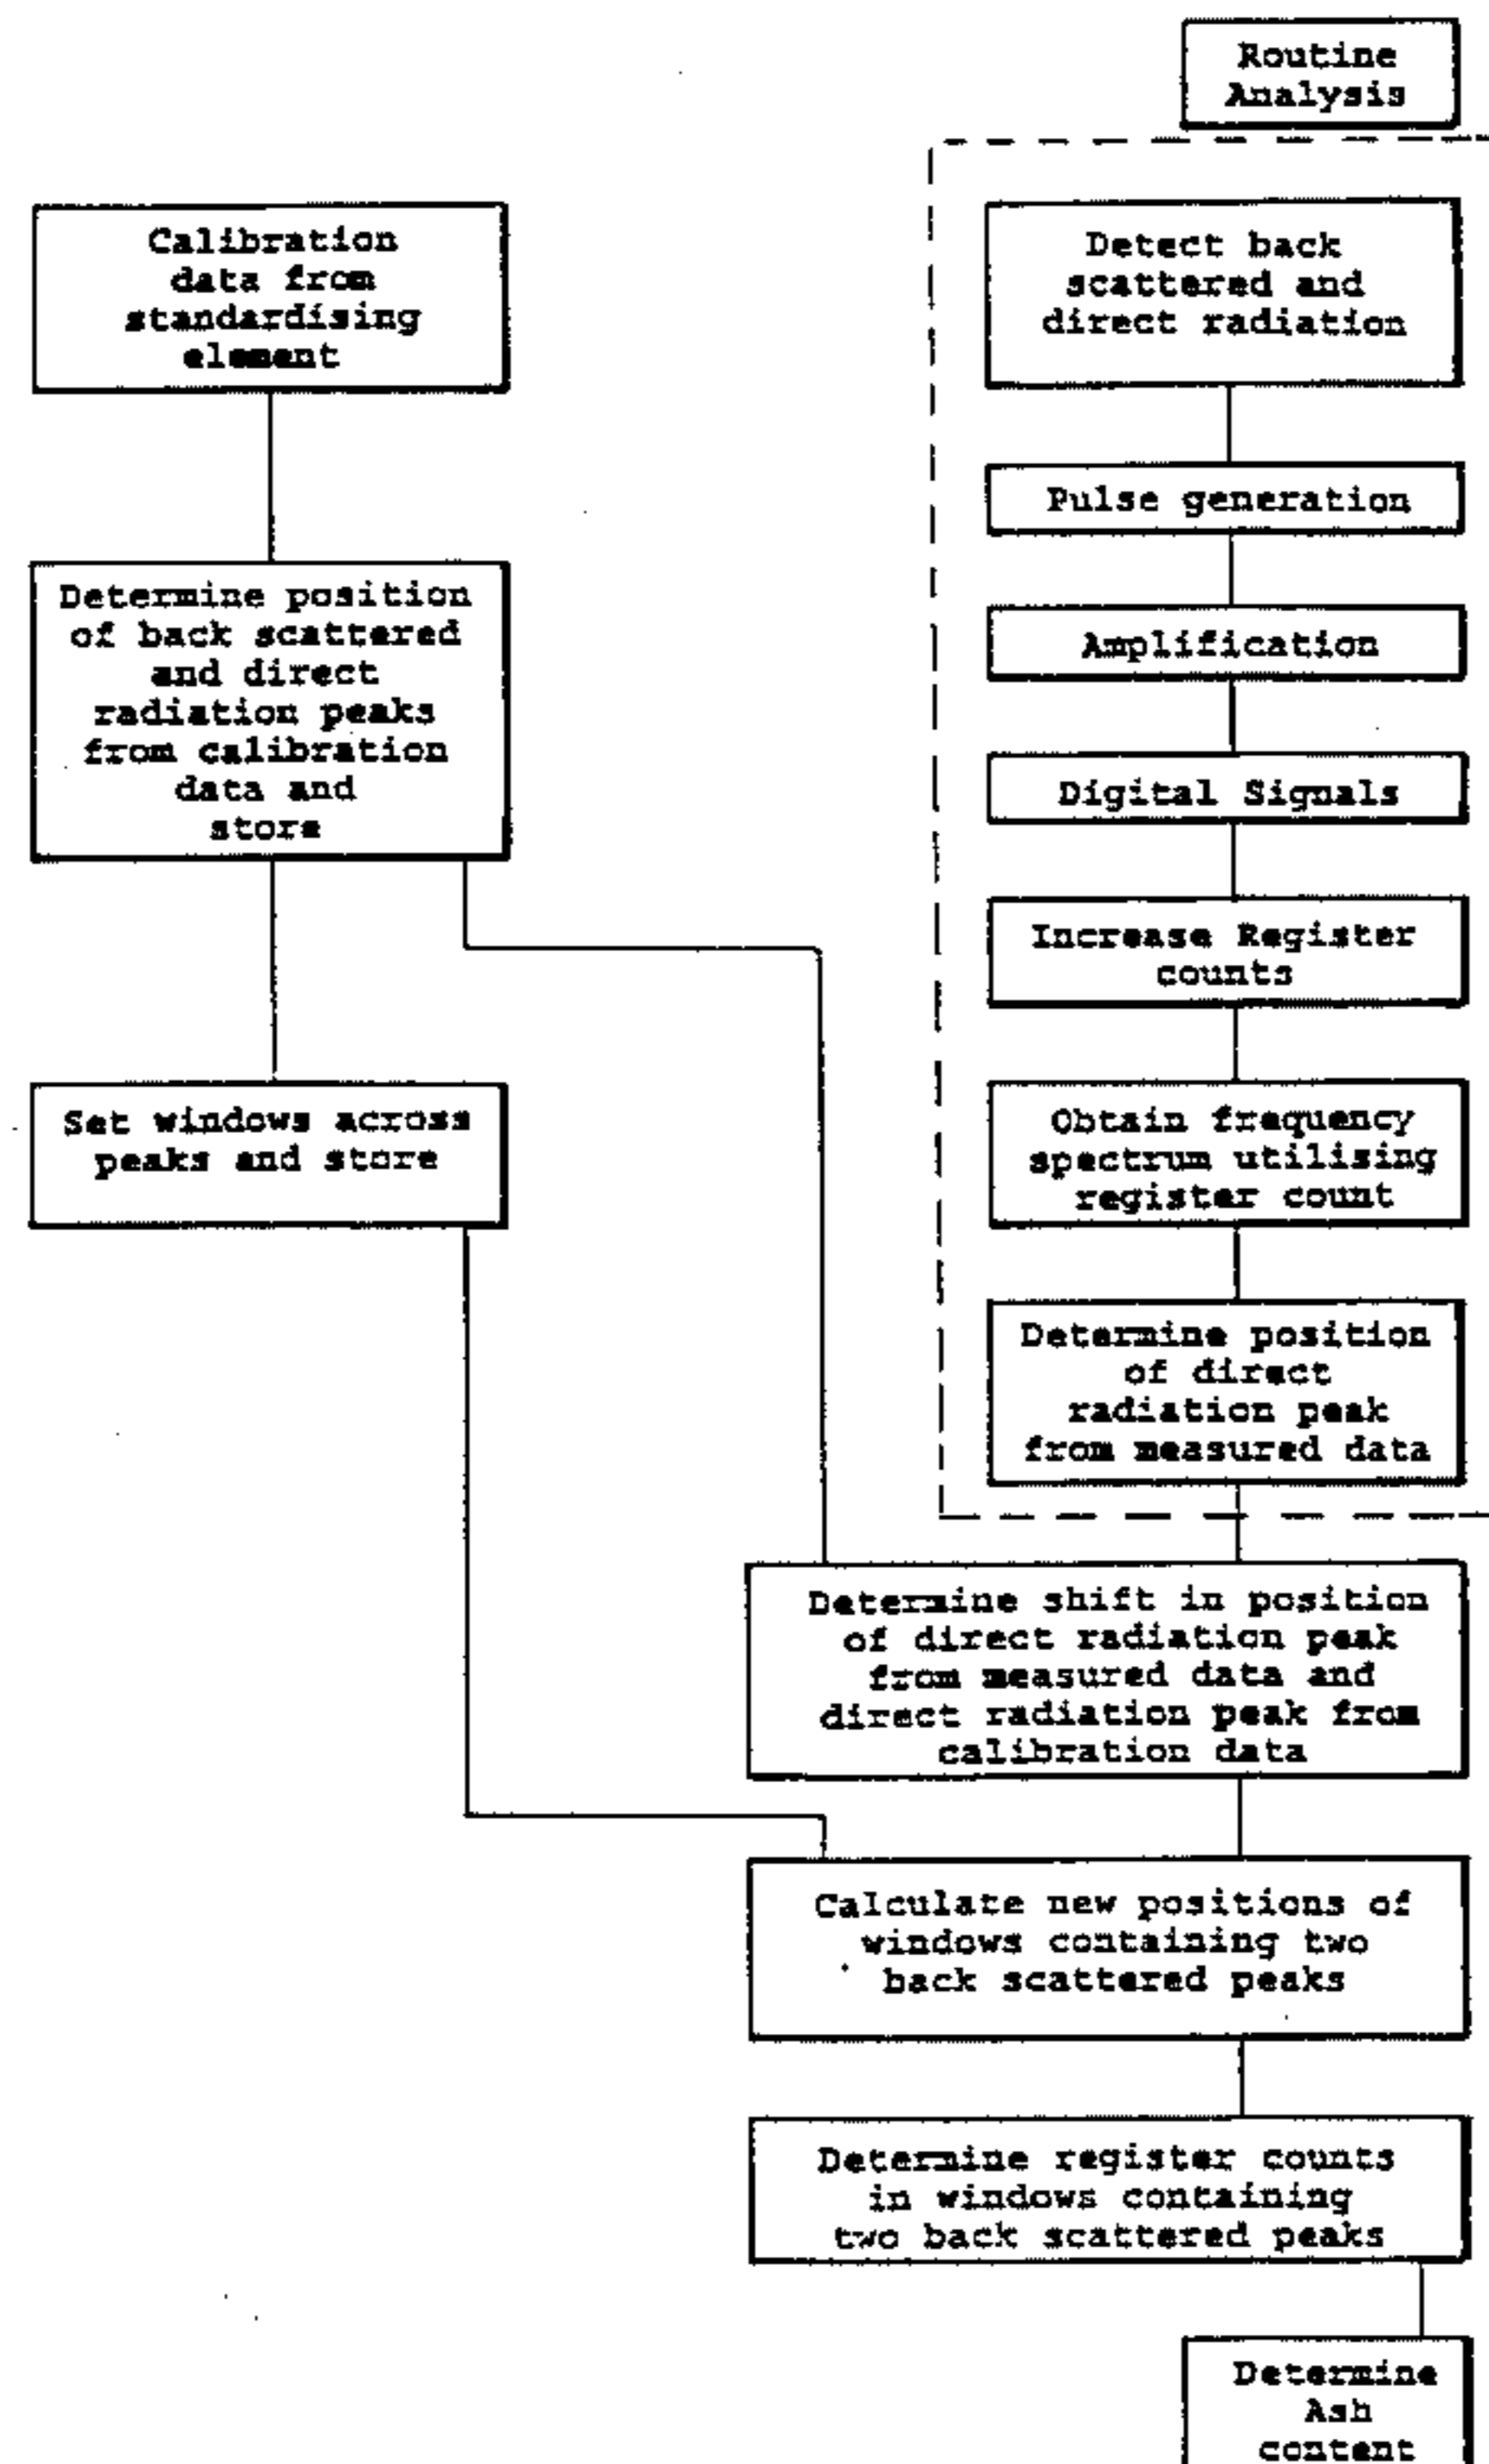 Routine
Analysis
Calibration
data from
standardising
element
Detect back
scattered and
direct radiation
Pulse generation
Determine position
of back scattered
and direct
radiation peaks
from calibration
data and
store
Amplification
Digital Signals
Increase Register
counts
Set windows across
peaks and store
Obtain frequency
spectrum utilising
register count
Determine position
of direct
radiation peak
from measured data
Determine shift in position
of direct radiation peak
from measured data and
direct radiation peak from
calibration data
Calculate new positions of
windows containing two
back scattered peaks
Determine register counts
in windows containing
two back scattered peaks
Determine
Ash
content